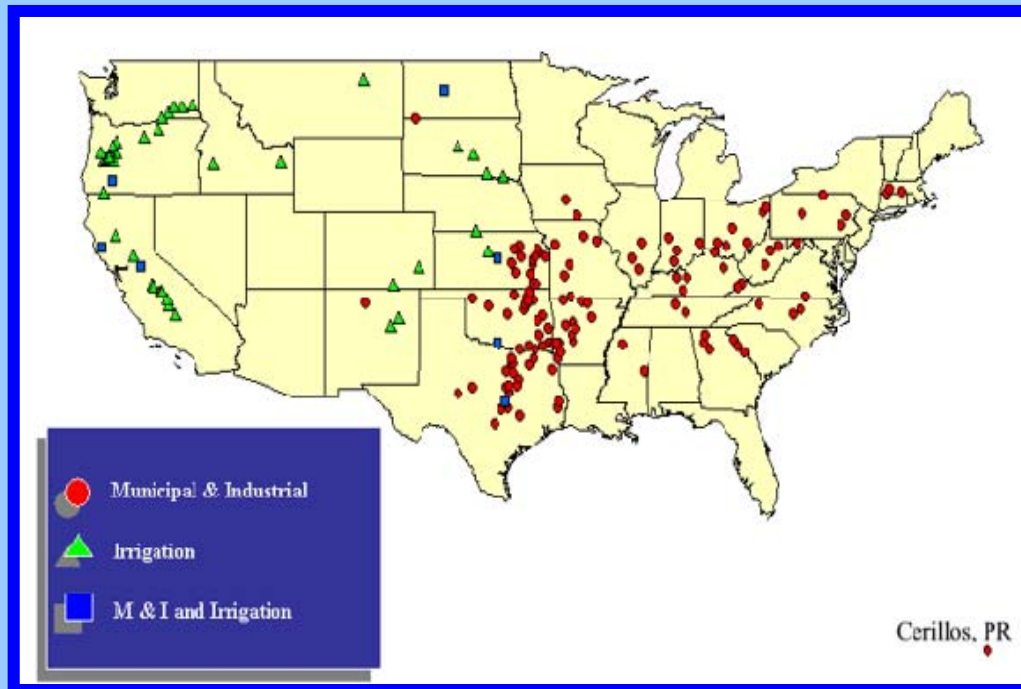 Municipal & Industrial
Irrigation
M & I and Irrigation
Cerillos, PR